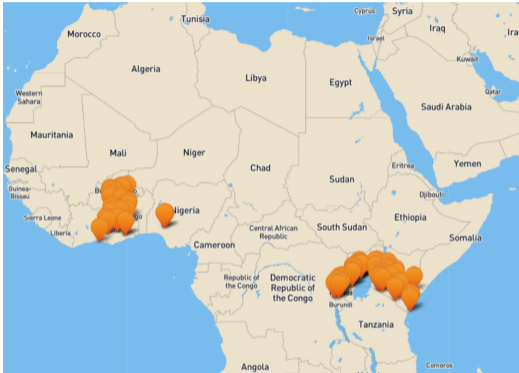 Cyprus
Syria
Tunisia
Morocco
Israel
Iraq
Ira
Kuwait
Algeria
Libya
Egypt
Western
Sahara
Qatar
Saudi Arabia
Mauritania
Mali
Niger
Chad
Sudan
Eritrea
Yemen
Senegal
Guinea-
Bissau
Djibouti
Nigeria
Sierra Leone
Liberia
Ethiopia
South Sudan
Central African
Republic
Somalia
Cameroon
Republic of
the Congo
Democratic
Republic of
the Congo
Burundi
Tanzania
Angola
Comoros